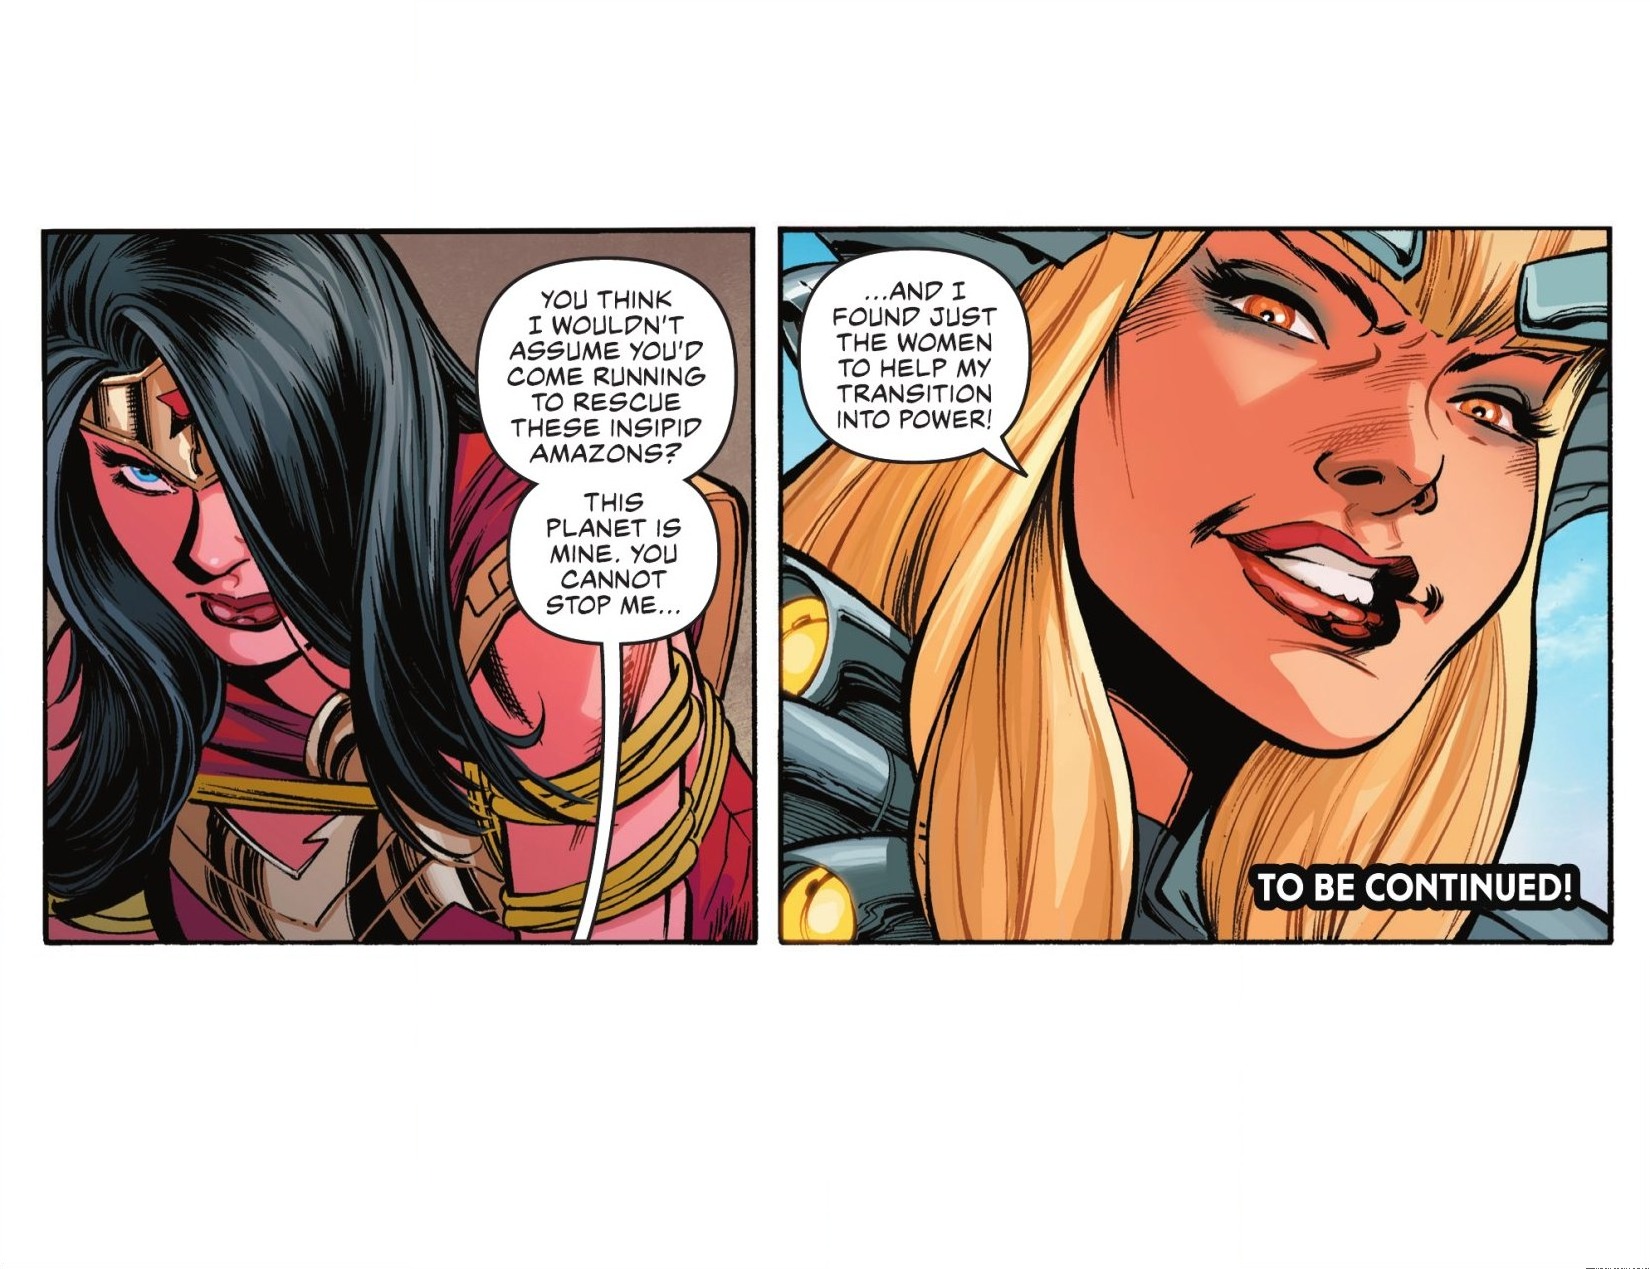 YOU THINK
I WOULDN'T
ASSUME YOU'D
COME RUNNING
TO RESCUE
THESE INSIPID
AMAZONS?
THIS
PLANET IS
MINE. YOU
CANNOT
STOP ME...
...AND I
FOUND JUST
THE WOMEN
TO HELP MY
TRANSITION
INTO POWER!
TO BE CONTINUED!